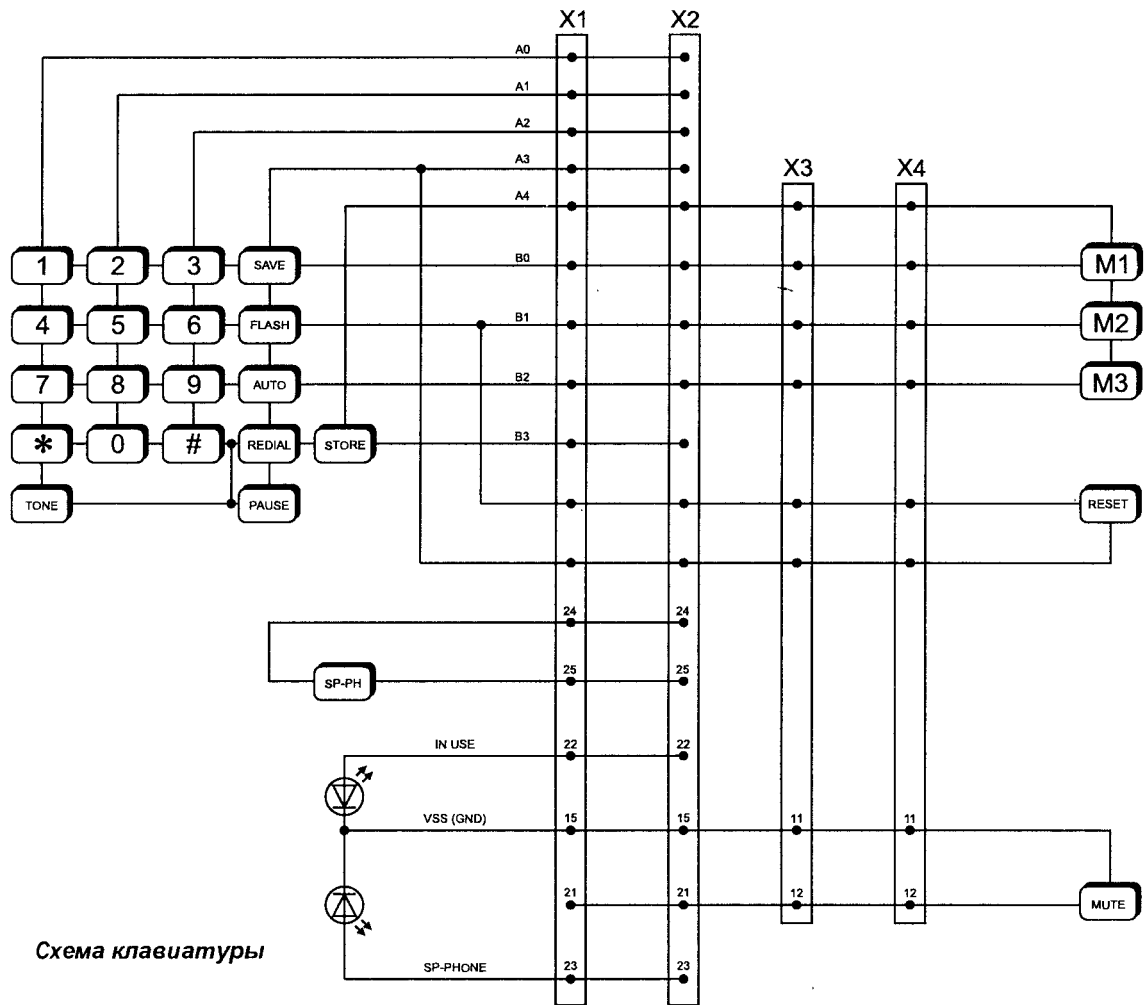 X1 X2
A0
A1
A2
A3
X3 X4
A4
1 2 3 SAVE B0 M1
4 5 6 FLASH B1 M2
7 8 9 AUTO B2 M3
* 0 # REDIAL STORE B3
TONE PAUSE RESET
24 24
SP-PH 25 25
IN USE 22 22
VSS (GND) 15 15 11 11
21 21 12 12 MUTE
Схема клавиатуры
SP-PHONE 23 23